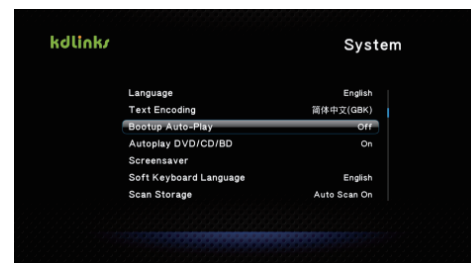 kdlinks
System
Language English
Text Encoding 简体中文(GBK)
Bootup Auto-Play Off
Autoplay DVD/CD/BD On
Screensaver
Soft Keyboard Language English
Scan Storage Auto Scan On